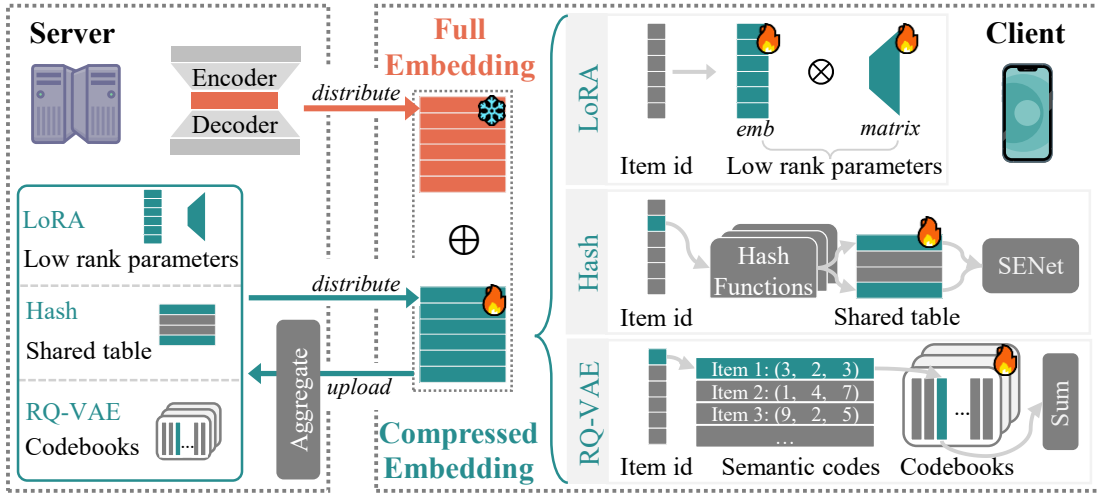 Server
Encoder
Decoder
distribute
Full
Embedding
LoRA
Low rank parameters
Hash
Shared table
RQ-VAE
Codebooks
distribute
upload
Aggregate
Compressed
Embedding
Client
LoRA
emb
matrix
Item id
Low rank parameters
Hash
Hash
Functions
SENet
Item id
Shared table
RQ-VAE
Item 1: (3, 2, 3)
Item 2: (1, 4, 7)
Item 3: (9, 2, 5)
...
...
...
Sum
Item id
Semantic codes
Codebooks